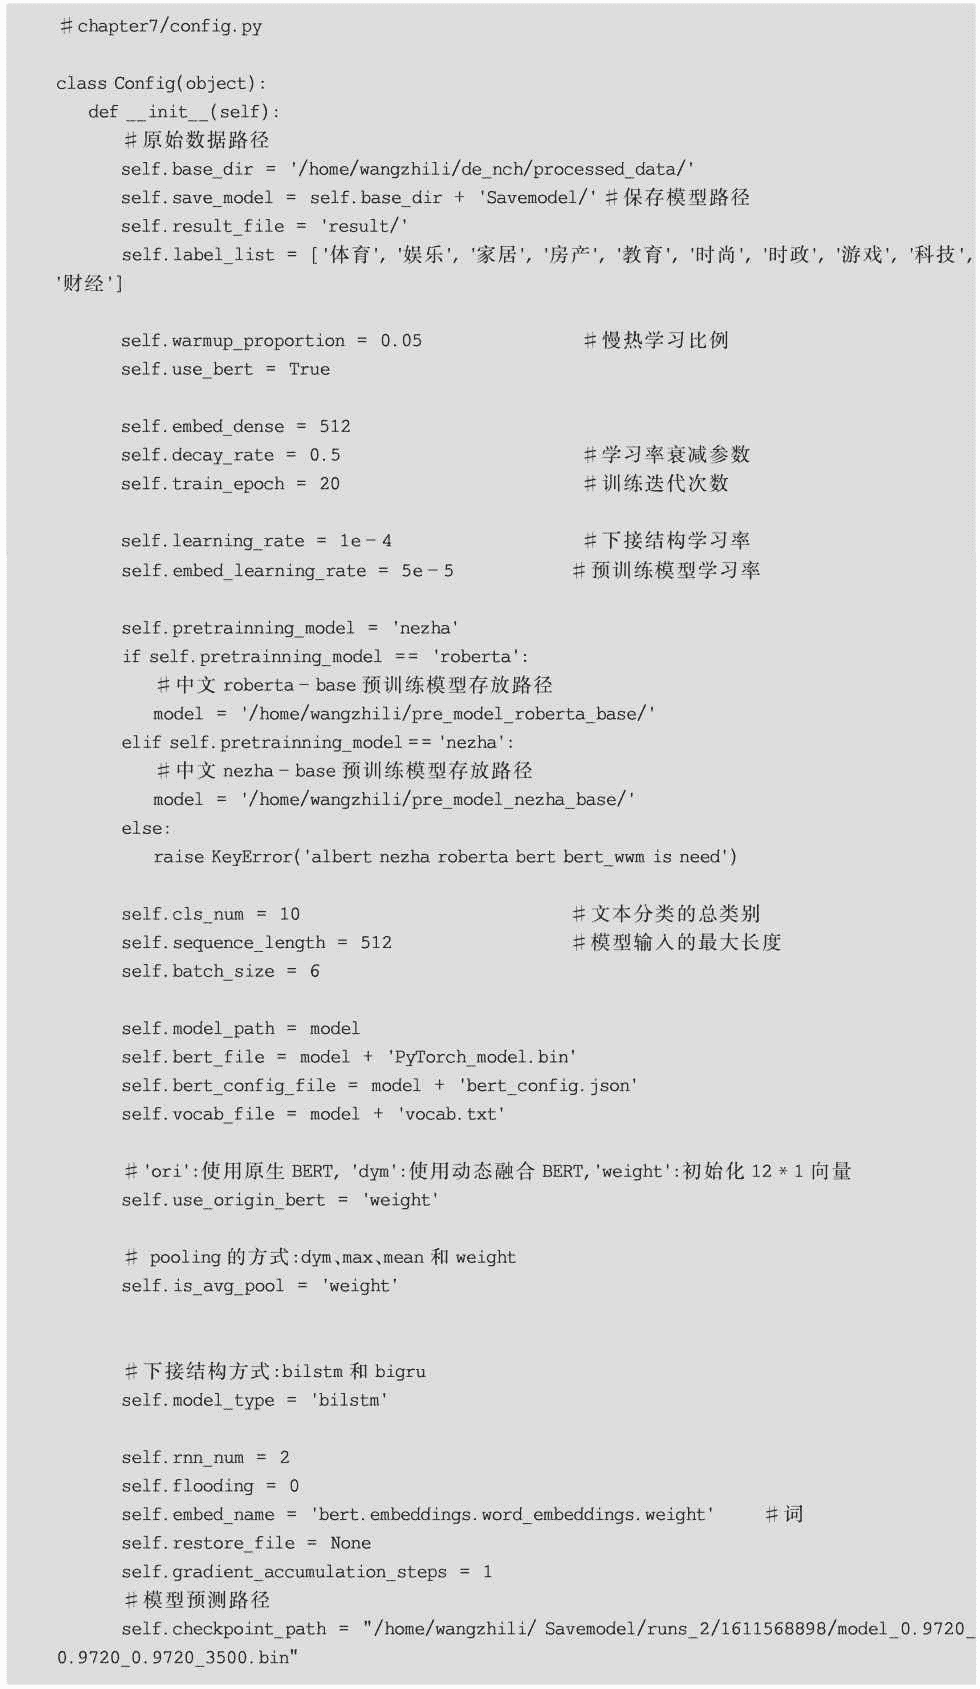 #chapter7/config.py
class Config(object):
def __init__(self):
#原始数据路径
self.base_dir = '/home/wangzhili/de_nch/processed_data/'
self.save_model = self.base_dir + 'Savemodel/' #保存模型路径
self.result_file = 'result/'
self.label_list = ['体育', '娱乐', '家居', '房产', '教育', '时尚', '时政', '游戏', '科技',
'财经']
self.warmup_proportion = 0.05 #慢热学习比例
self.use_bert = True
self.embed_dense = 512
self.decay_rate = 0.5 #学习率衰减参数
self.train_epoch = 20 #训练迭代次数
self.learning_rate = 1e-4 #下接结构学习率
self.embed_learning_rate = 5e-5 #预训练模型学习率
self.pretrainning_model = 'nezha'
if self.pretrainning_model == 'roberta':
#中文 roberta-base 预训练模型存放路径
model = '/home/wangzhili/pre_model_roberta_base/'
elif self.pretrainning_model == 'nezha':
#中文 nezha-base 预训练模型存放路径
model = '/home/wangzhili/pre_model_nezha_base/'
else:
raise KeyError('albert nezha roberta bert bert_wwm is need')
self.cls_num = 10 #文本分类的总类别
self.sequence_length = 512 #模型输入的最大长度
self.batch_size = 6
self.model_path = model
self.bert_file = model + 'PyTorch_model.bin'
self.bert_config_file = model + 'bert_config.json'
self.vocab_file = model + 'vocab.txt'
#'ori':使用原生 BERT, 'dym':使用动态融合 BERT,'weight':初始化 12*1 向量
self.use_origin_bert = 'weight'
# pooling 的方式:dym、max、mean 和 weight
self.is_avg_pool = 'weight'
#下接结构方式:bilstm 和 bigru
self.model_type = 'bilstm'
self.rnn_num = 2
self.flooding = 0
self.embed_name = 'bert.embeddings.word_embeddings.weight' #词
self.restore_file = None
self.gradient_accumulation_steps = 1
#模型预测路径
self.checkpoint_path = "/home/wangzhili/ Savemodel/runs_2/1611568898/model_0.9720_
0.9720_0.9720_3500.bin"